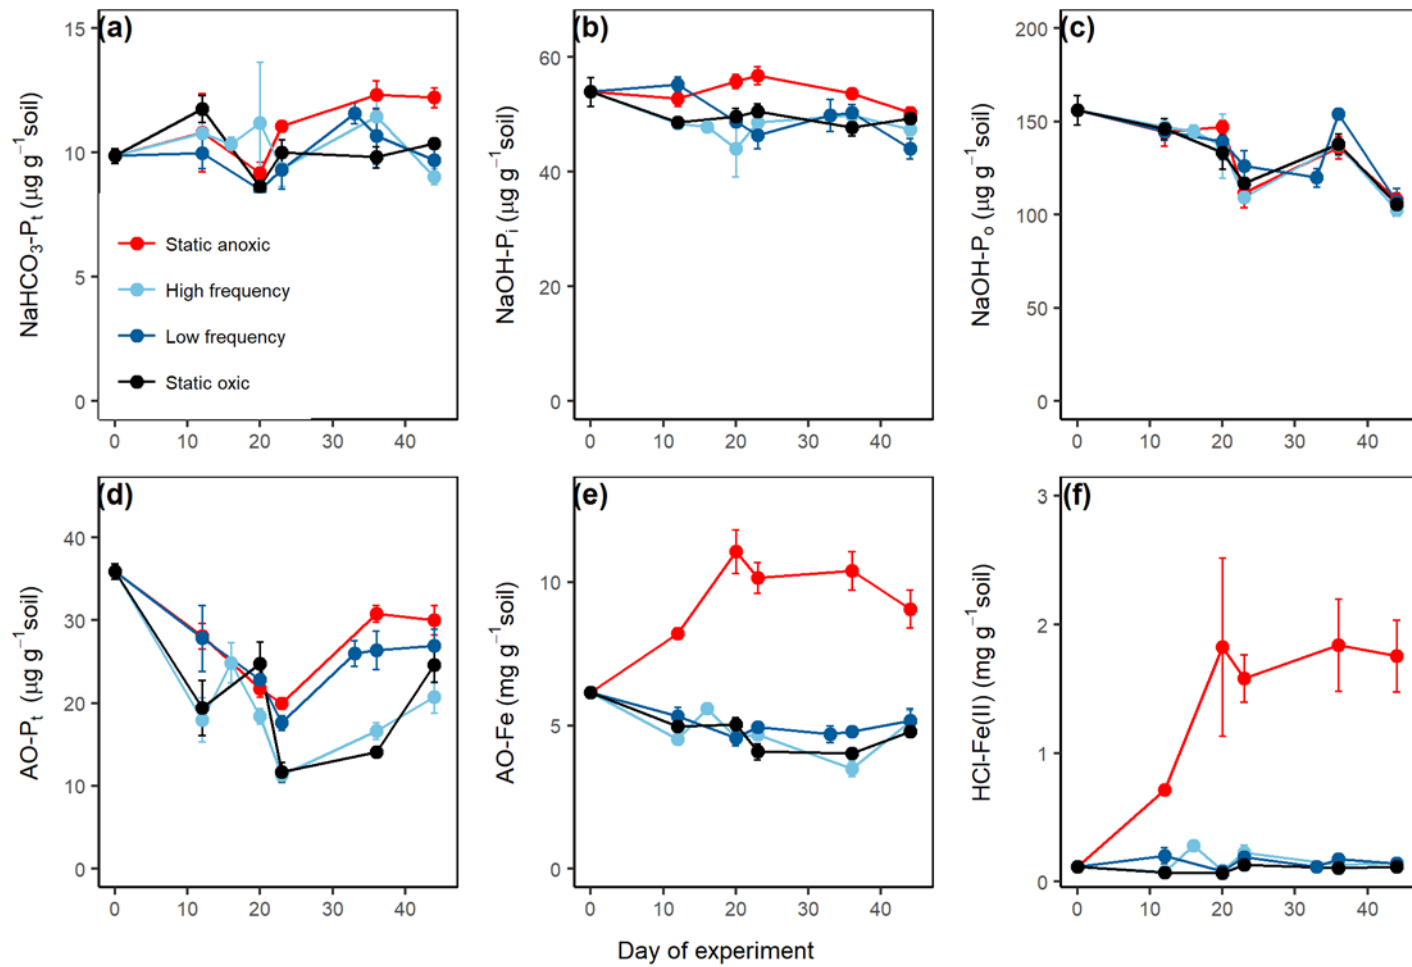 (a)
15
10
5
0
NaHCO₃-Pₜ (μg g⁻¹soil)
Static anoxic
High frequency
Low frequency
Static oxic
0 10 20 30 40
(b)
60
40
20
0
NaOH-Pᵢ (μg g⁻¹soil)
0 10 20 30 40
(c)
200
150
100
50
0
NaOH-Pₒ (μg g⁻¹soil)
0 20 40
(d)
40
30
20
10
0
AO-Pₜ (μg g⁻¹soil)
0 10 20 30 40
(e)
10
5
0
AO-Fe (mg g⁻¹soil)
0 10 20 30 40
(f)
3
2
1
0
HCl-Fe(II) (mg g⁻¹soil)
0 20 40
Day of experiment